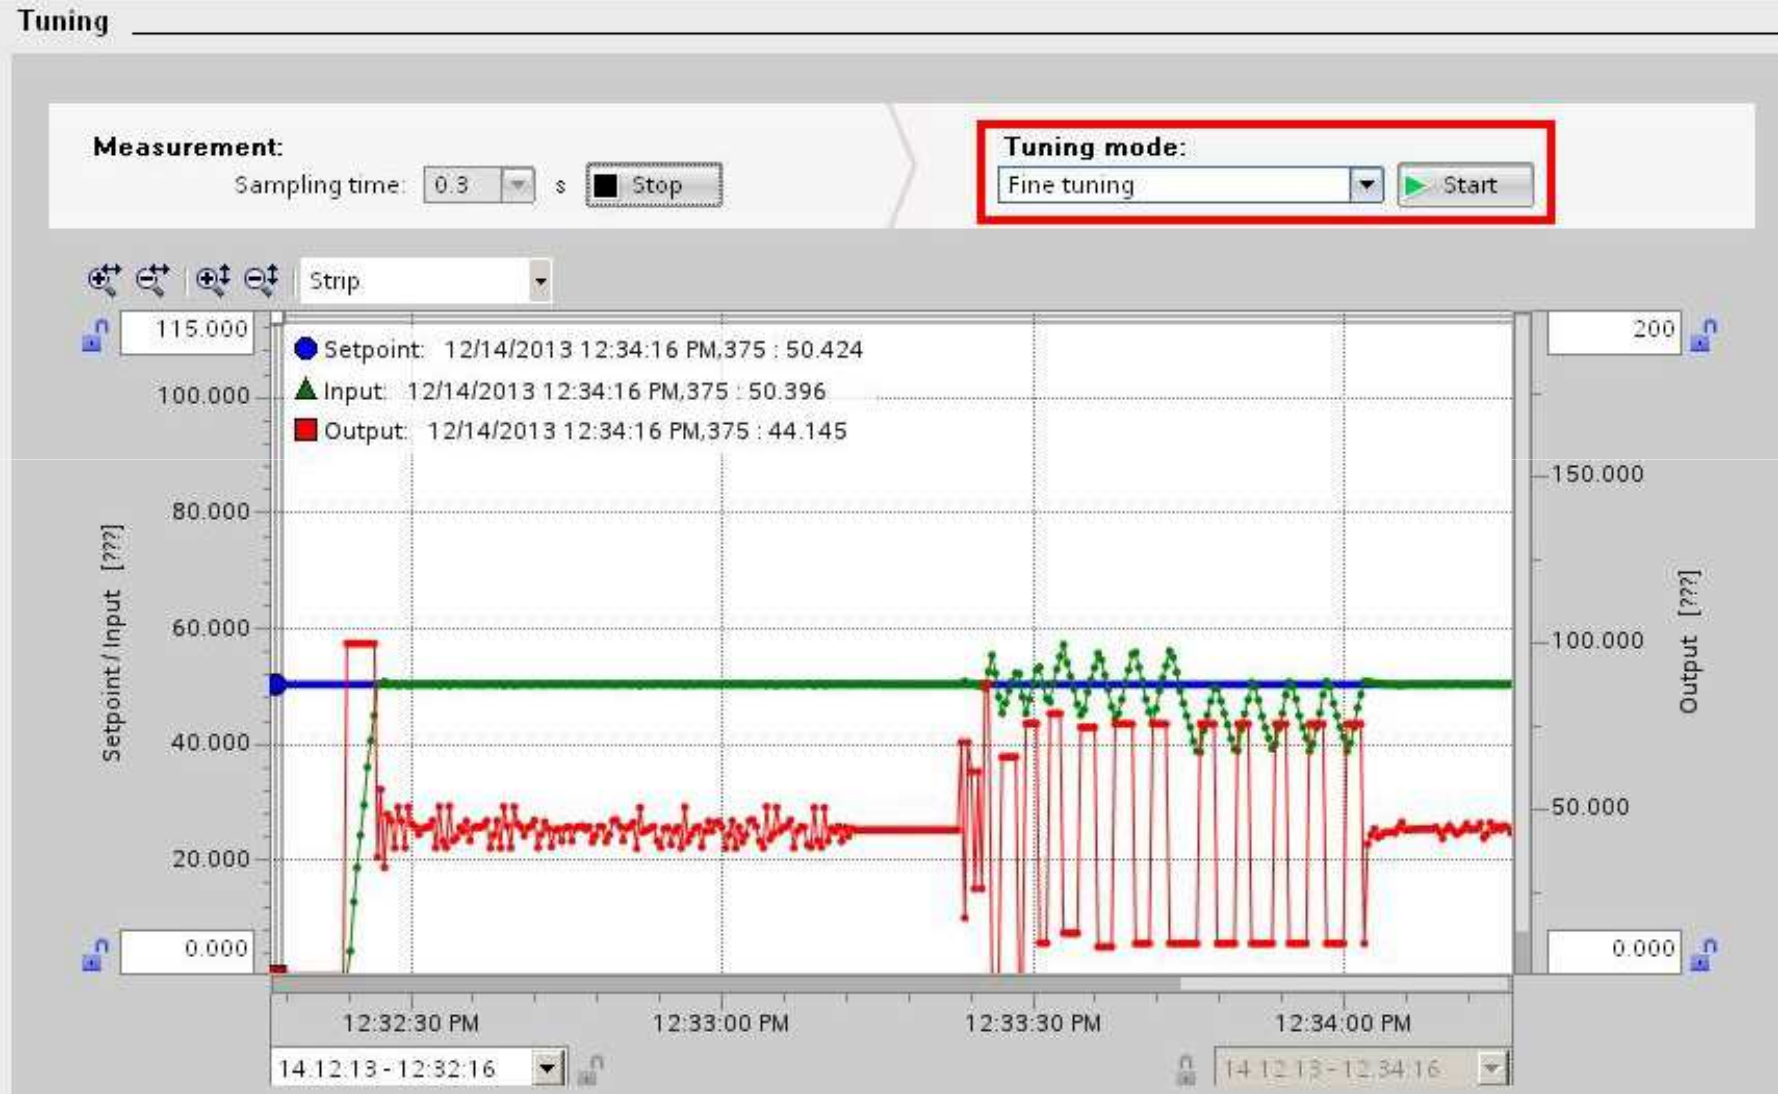 Tuning
Measurement:
Sampling time: 0.3 s Stop
Tuning mode:
Fine tuning Start
Strip
115.000
100.000
80.000
60.000
40.000
20.000
0.000
Setpoint/Input [???]
Setpoint: 12/14/2013 12:34:16 PM,375 : 50.424
Input: 12/14/2013 12:34:16 PM,375 : 50.396
Output: 12/14/2013 12:34:16 PM,375 : 44.145
200
150.000
100.000
50.000
0.000
Output [???]
12:32:30 PM 12:33:00 PM 12:33:30 PM 12:34:00 PM
14.12.13 - 12:32:16 14.12.13 - 12:34:16